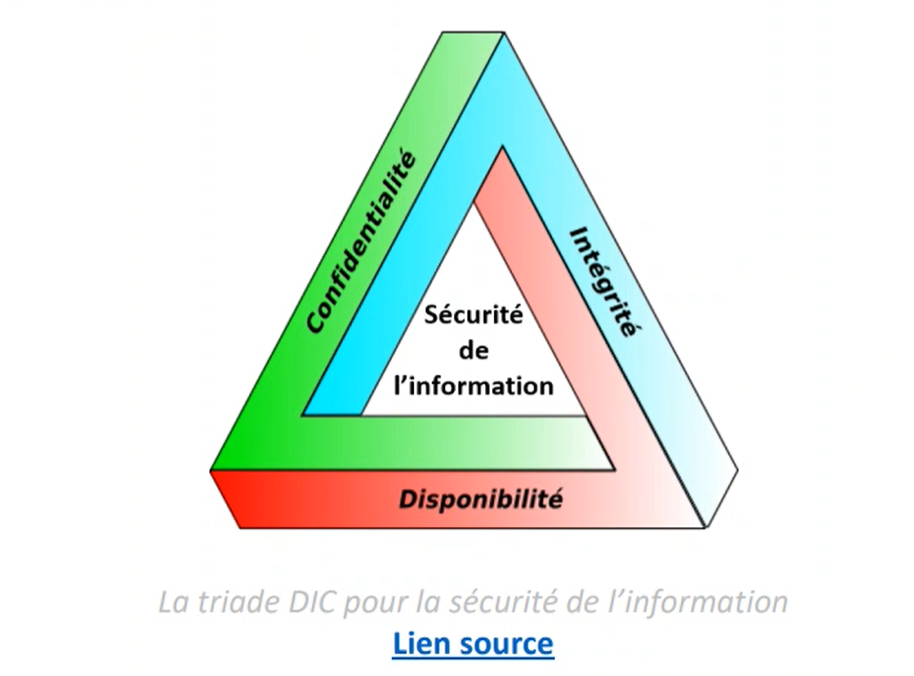 Confidentialité
Intégrité
Sécurité
de
l’information
Disponibilité
La triade DIC pour la sécurité de l’information
Lien source